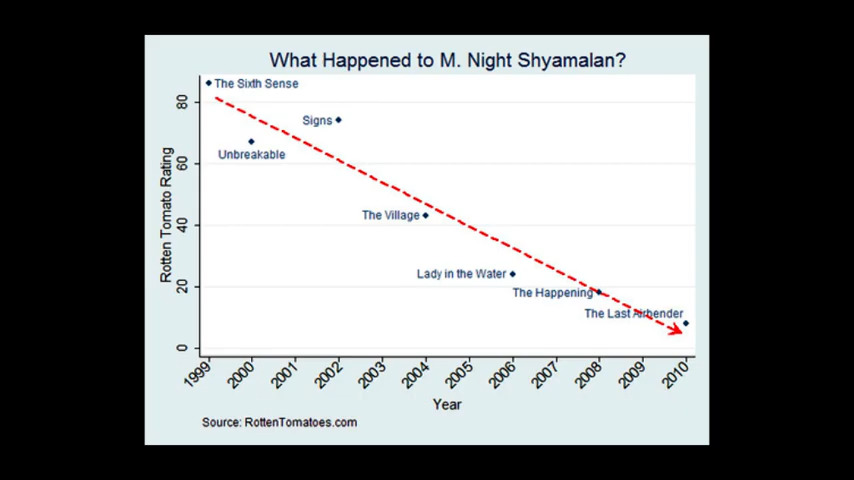 What Happened to M. Night Shyamalan?
Rotten Tomato Rating
80
60
40
20
0
The Sixth Sense
Signs
Unbreakable
The Village
Lady in the Water
The Happening
The Last Airbender
1999 2000 2001 2002 2003 2004 2005 2006 2007 2008 2009 2010
Year
Source: RottenTomatoes.com